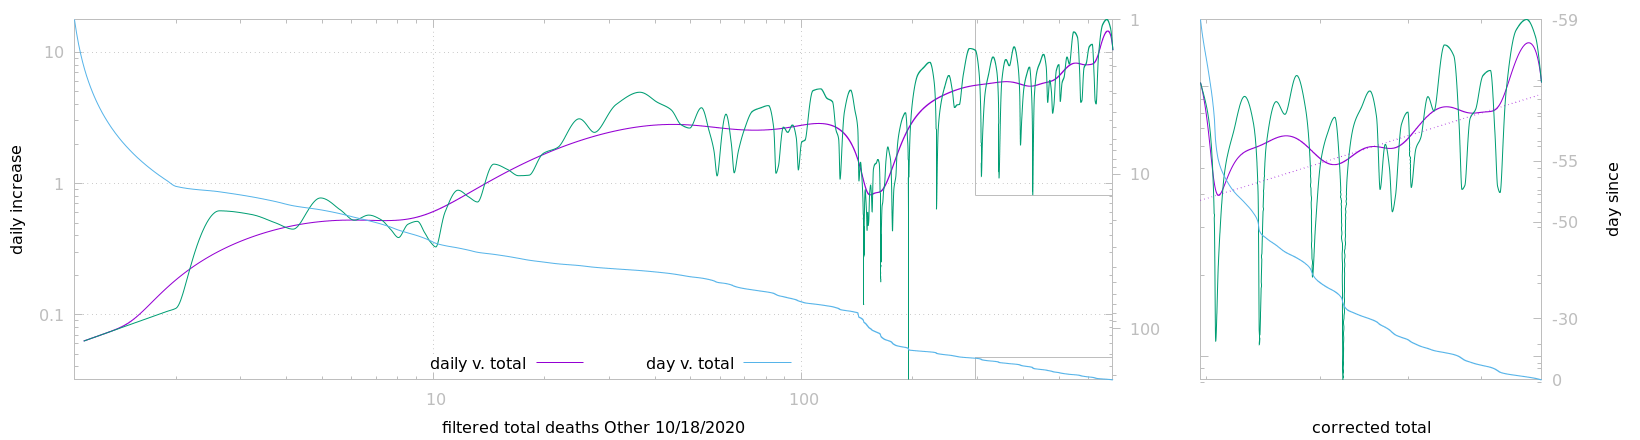 10
1
0.1
daily increase
daily v. total
day v. total
10
100
filtered total deaths Other 10/18/2020
1
10
100
-59
-55
-50
-30
0
day since
corrected total